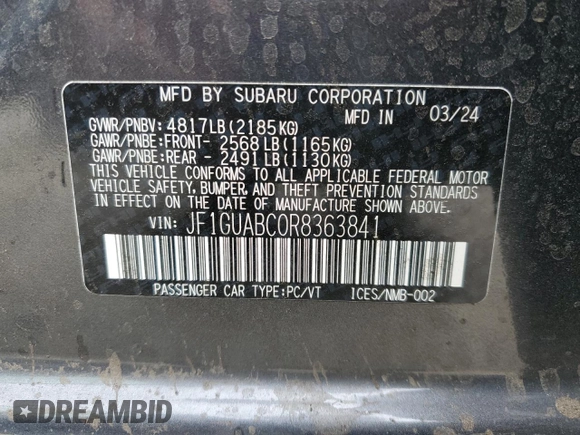 MFD BY SUBARU CORPORATION
MFD IN 03/24
GVWR/PNBV: 4817LB(2185KG)
GAWR/PNBE:FRONT- 2568LB(1165KG)
GAWR/PNBE:REAR - 2491LB(1130KG)
THIS VEHICLE CONFORMS TO ALL APPLICABLE FEDERAL MOTOR
VEHICLE SAFETY, BUMPER, AND THEFT PREVENTION STANDARDS
IN EFFECT ON THE DATE OF MANUFACTURE SHOWN ABOVE.
VIN: JF1GUABC0R8363841
PASSENGER CAR TYPE:PC/VT ICES/NMB-002
DREAMBID